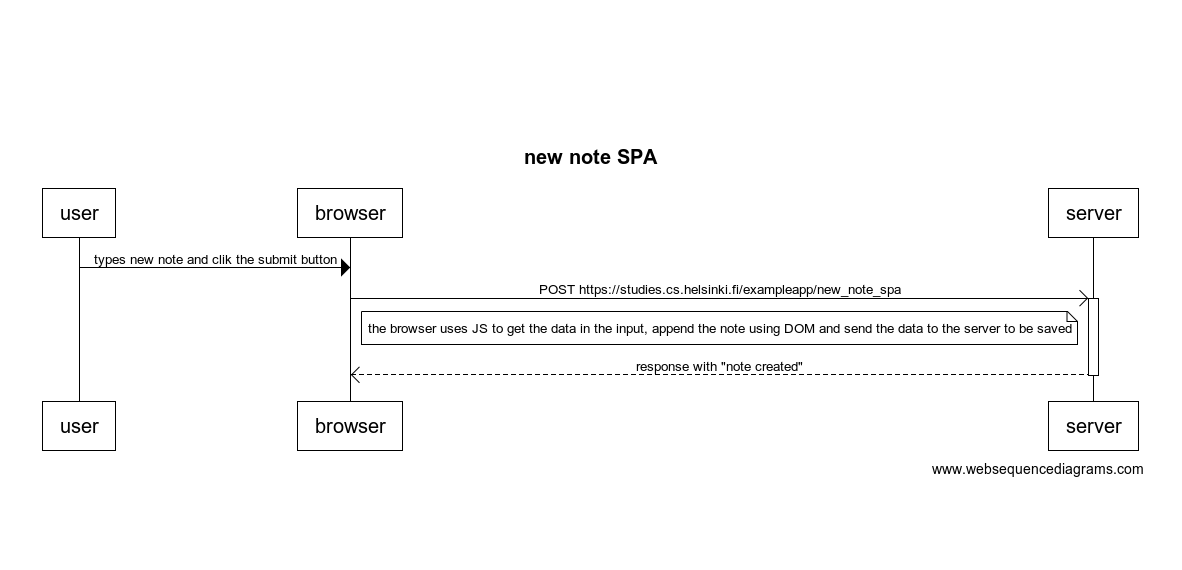 new note SPA
user browser server
types new note and clik the submit button
POST https://studies.cs.helsinki.fi/exampleapp/new_note_spa
the browser uses JS to get the data in the input, append the note using DOM and send the data to the server to be saved
response with "note created"
user browser server
www.websequencediagrams.com